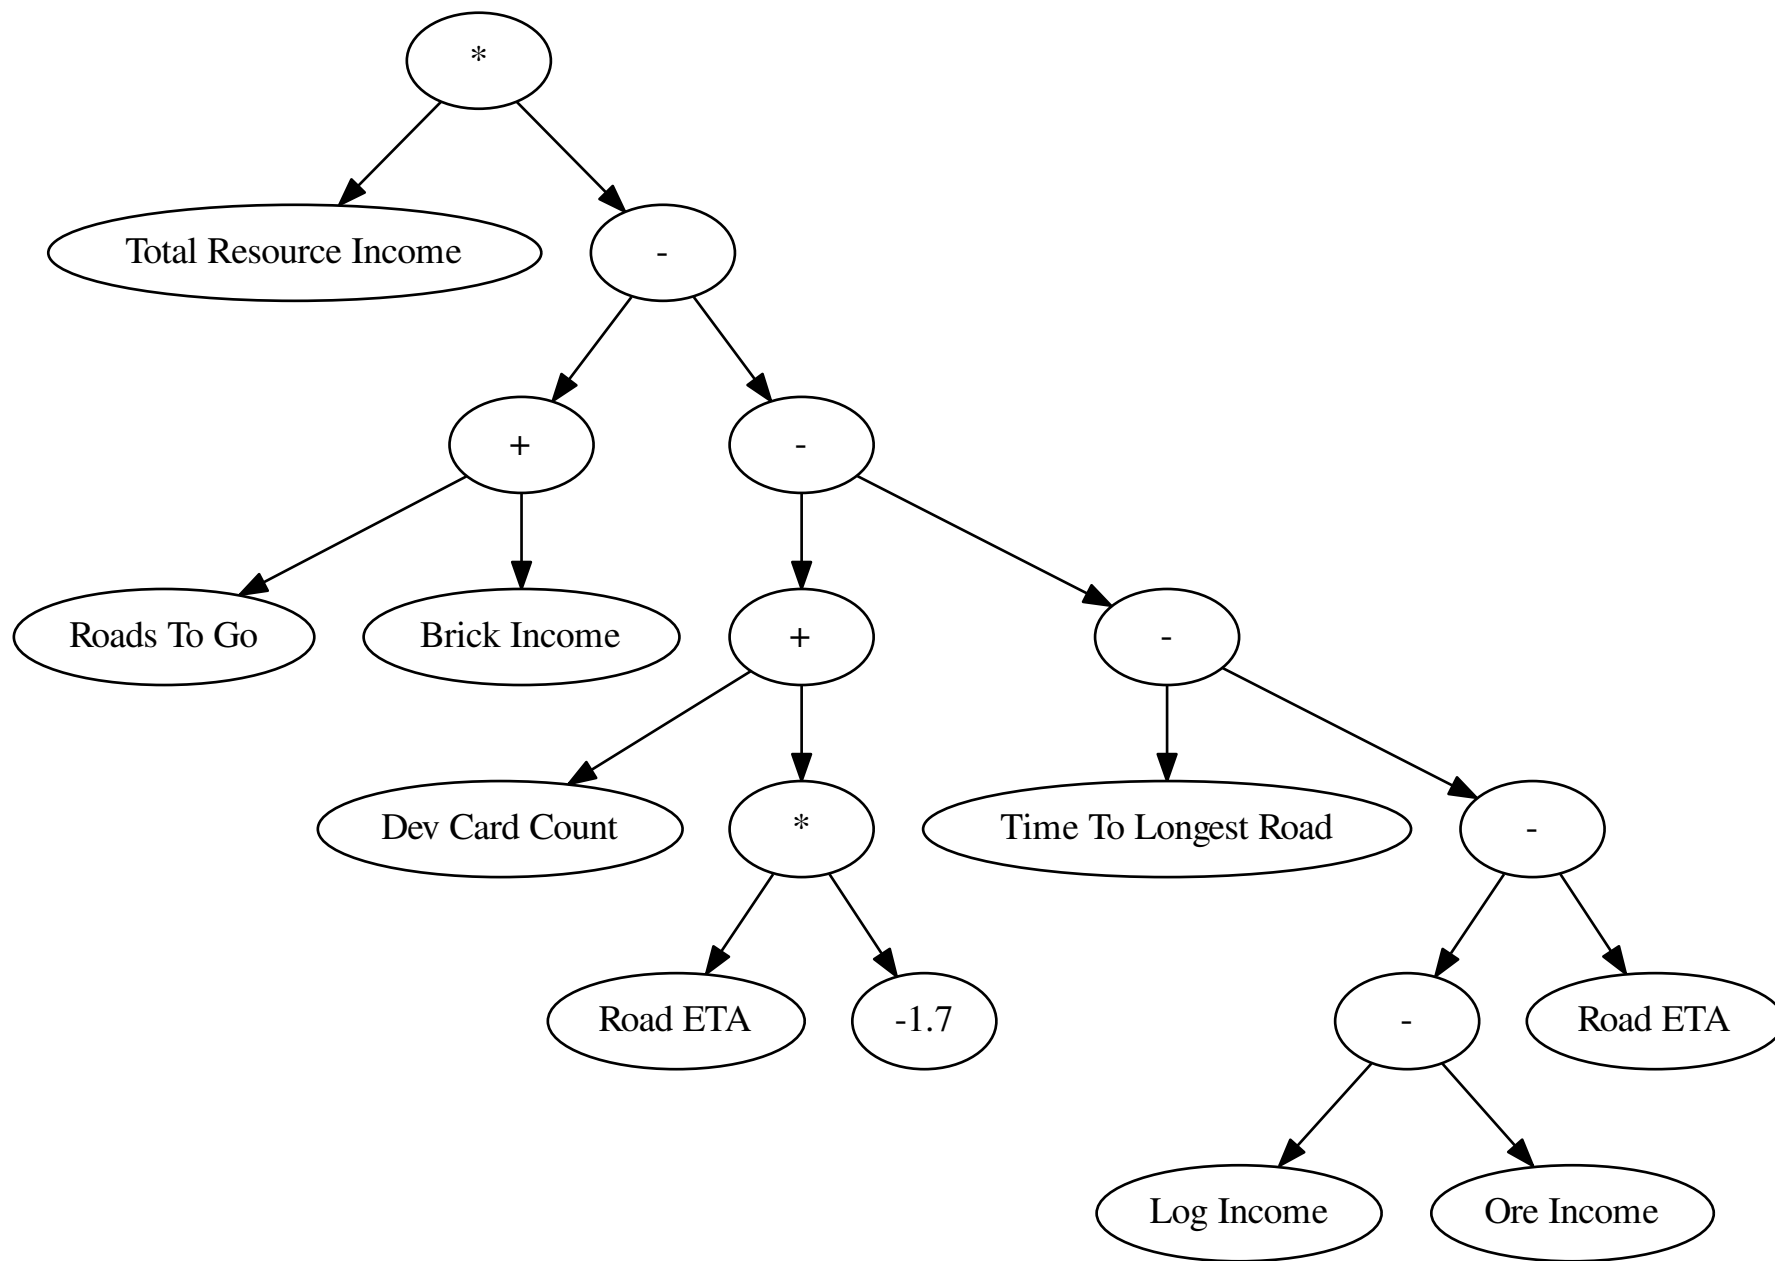 *
Total Resource Income
-
+
-
Roads To Go
Brick Income
+
-
Dev Card Count
*
Time To Longest Road
-
Road ETA
-1.7
-
Road ETA
Log Income
Ore Income